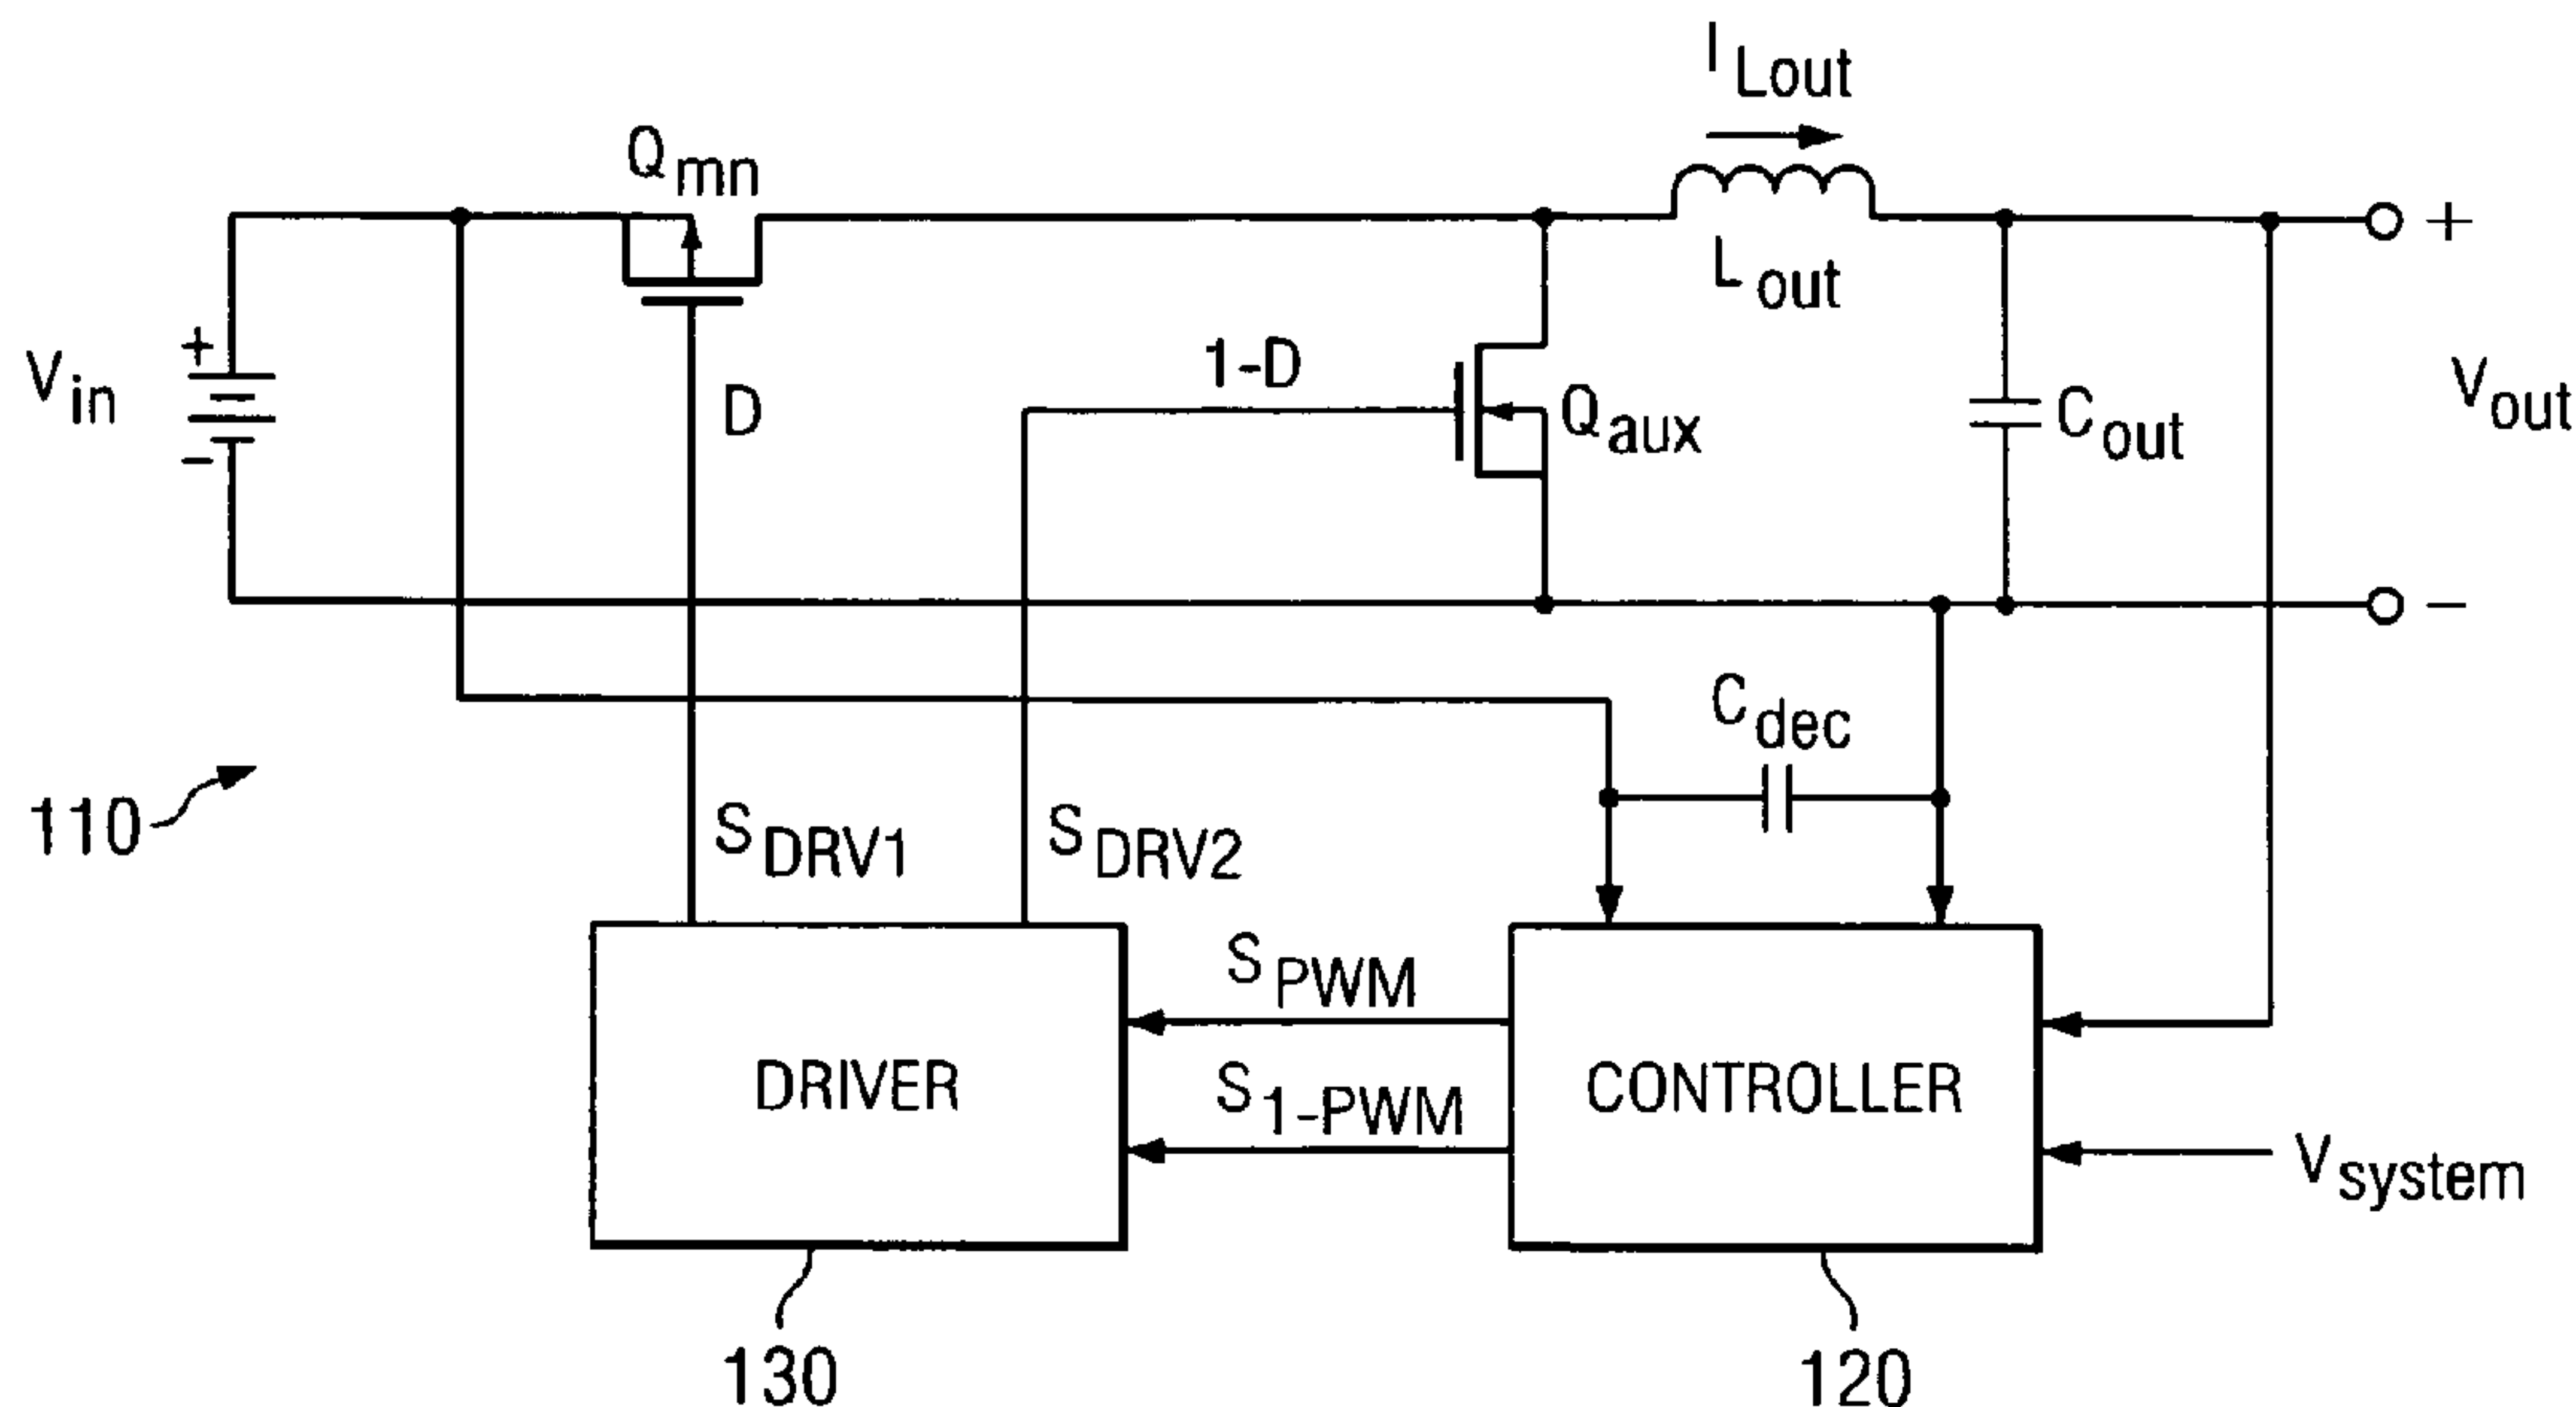 I Lout
Q mn
L out
+
V in
+
-
D
1-D
Q aux
C out
V out
-
C dec
110
S DRV1
S DRV2
S PWM
S 1-PWM
DRIVER
CONTROLLER
V system
130
120